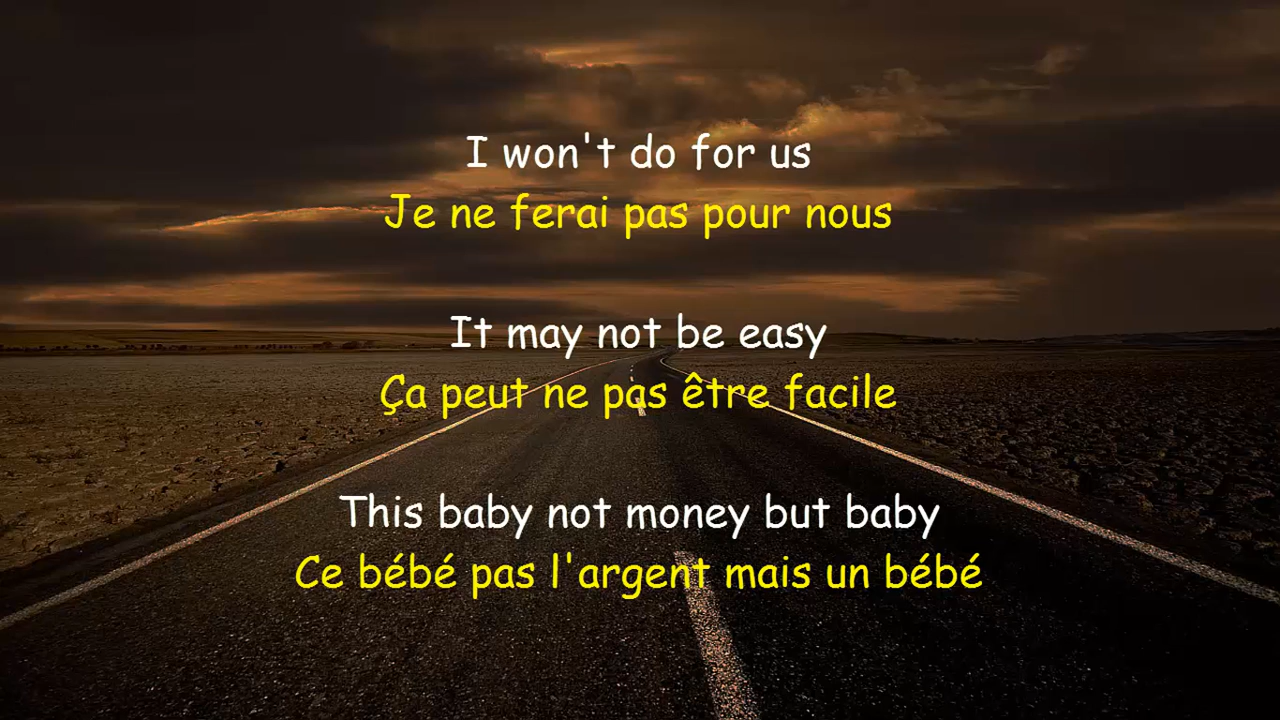 I won't do for us
Je ne ferai pas pour nous
It may not be easy
Ça peut ne pas être facile
This baby not money but baby
Ce bébé pas l'argent mais un bébé